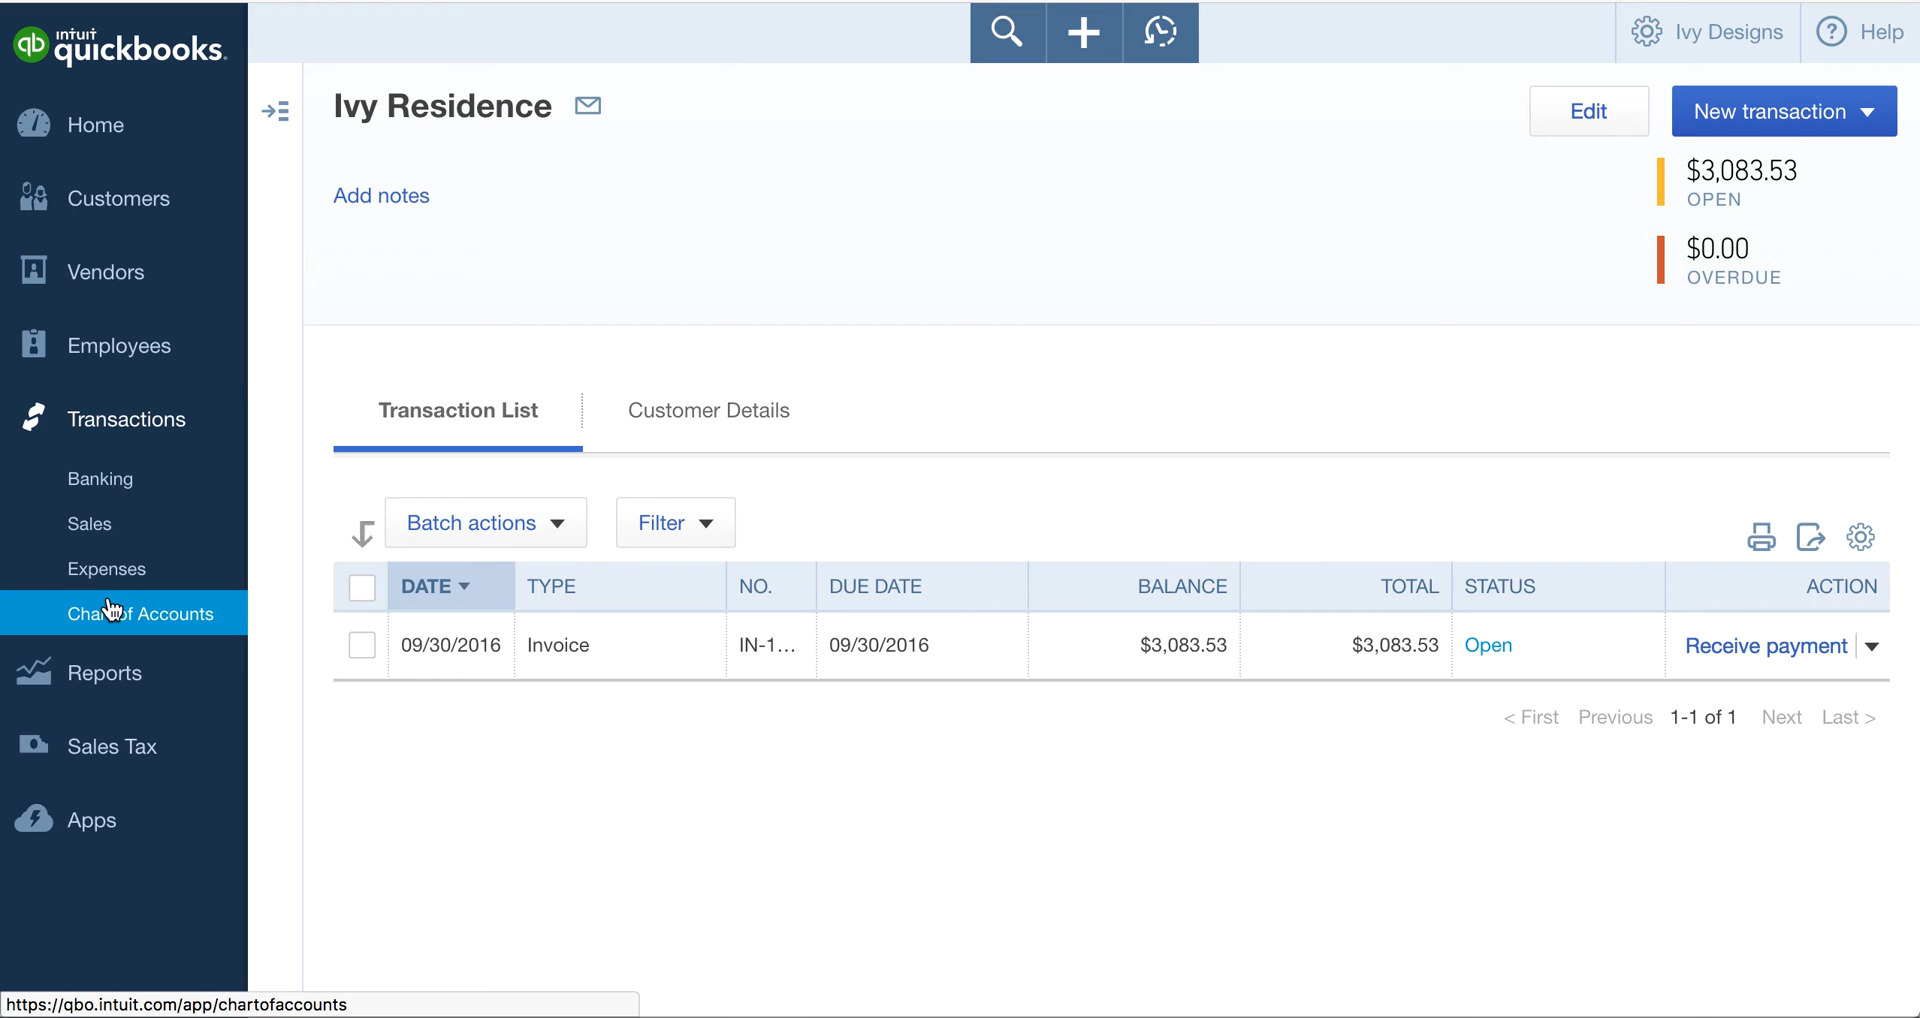 intuit
quickbooks.
Home
Customers
Vendors
Employees
Transactions
Banking
Sales
Expenses
of Accounts
Reports
Sales Tax
Apps
Ivy Designs
Help
Ivy Residence
Edit
New transaction
Add notes
$3,083.53
OPEN
$0.00
OVERDUE
Transaction List
Customer Details
Batch actions
Filter
DATE TYPE NO. DUE DATE BALANCE TOTAL STATUS ACTION
09/30/2016 Invoice IN-1... 09/30/2016 $3,083.53 $3,083.53 Open Receive payment
< First Previous 1-1 of 1 Next Last >
https://qbo.intuit.com/app/chartofaccounts